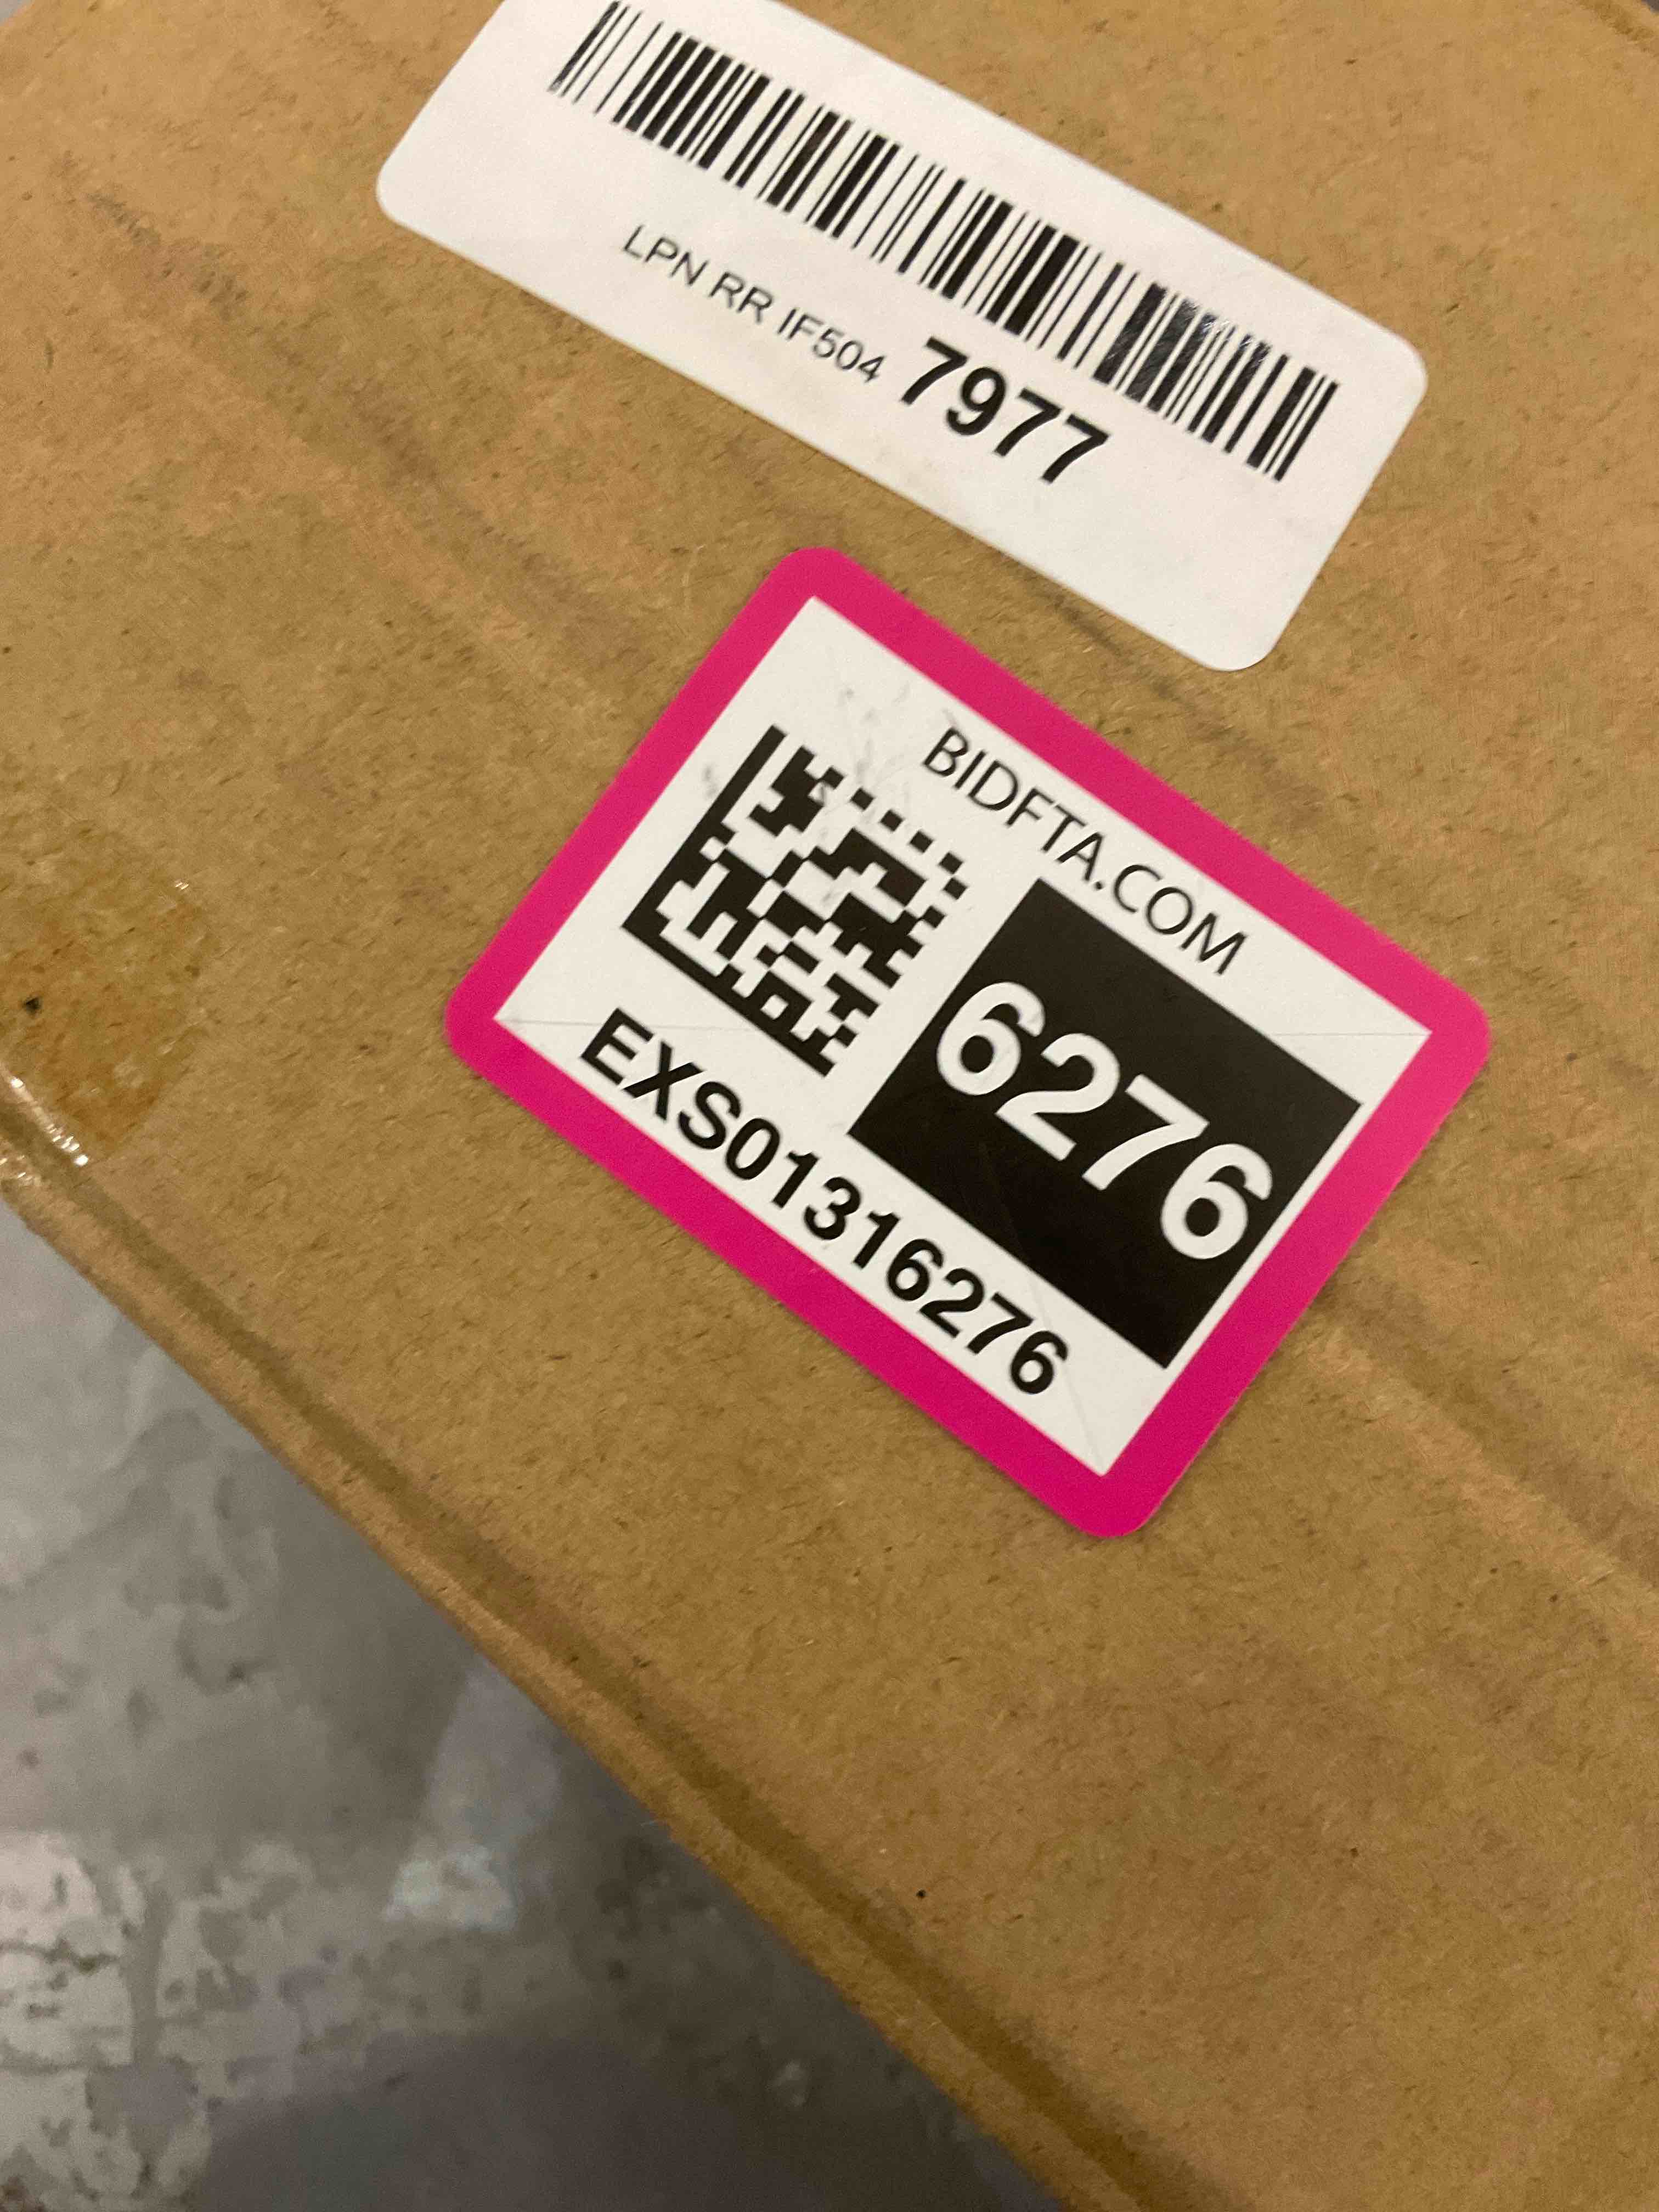 LPN RR IF504 7977
BIDFTA.COM
6276
EXS01316276